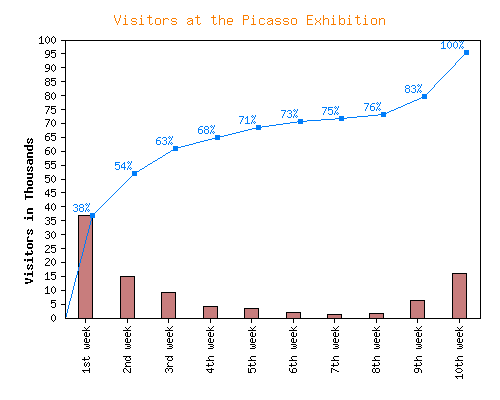 Visitors at the Picasso Exhibition
Visitors in Thousands
100
95
90
85
80
75
70
65
60
55
50
45
40
35
30
25
20
15
10
5
0
38%
54%
63%
68%
71%
73%
75%
76%
83%
100%
1st week
2nd week
3rd week
4th week
5th week
6th week
7th week
8th week
9th week
10th week